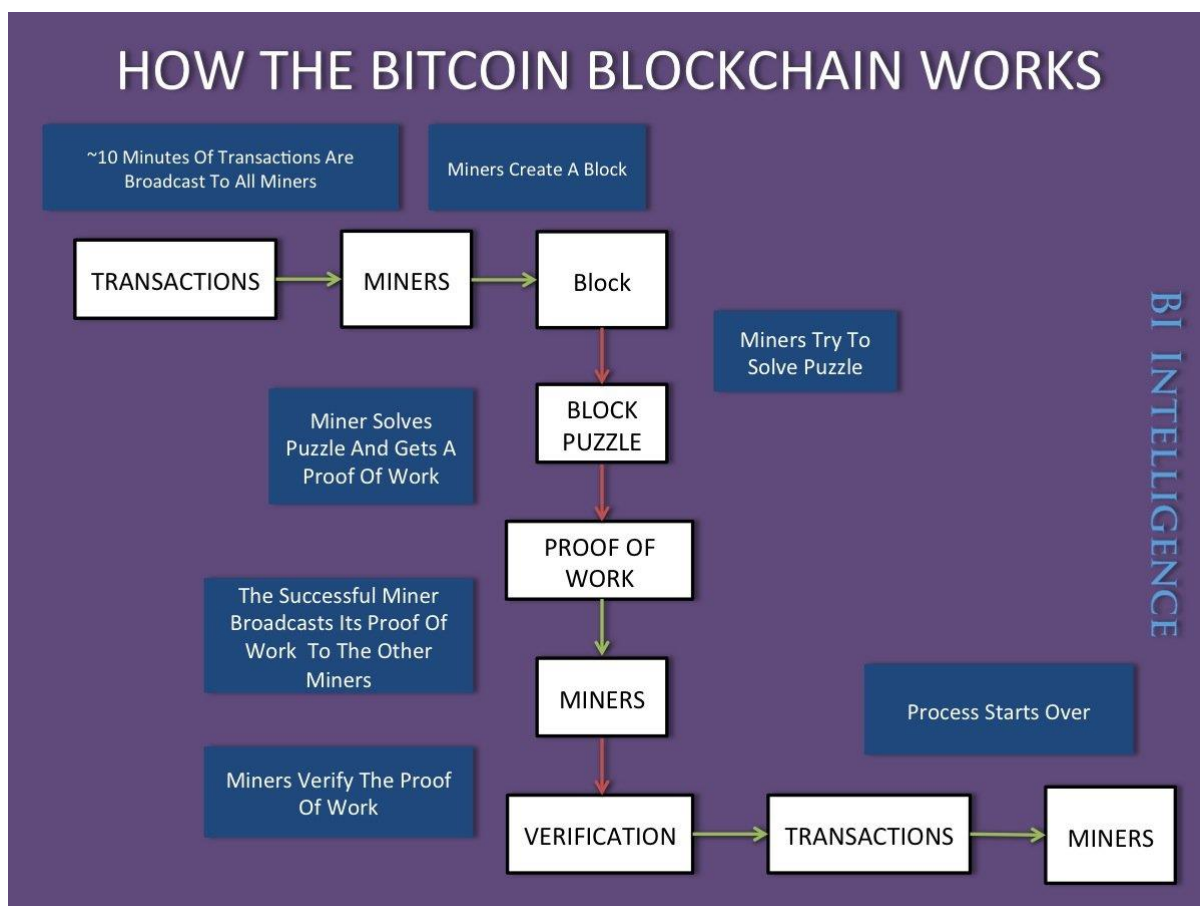 HOW THE BITCOIN BLOCKCHAIN WORKS
~10 Minutes Of Transactions Are
Broadcast To All Miners
Miners Create A Block
TRANSACTIONS
MINERS
Block
Miners Try To
Solve Puzzle
BLOCK
PUZZLE
Miner Solves
Puzzle And Gets A
Proof Of Work
PROOF OF
WORK
The Successful Miner
Broadcasts Its Proof Of
Work To The Other
Miners
MINERS
Process Starts Over
Miners Verify The Proof
Of Work
VERIFICATION
TRANSACTIONS
MINERS
BI INTELLIGENCE